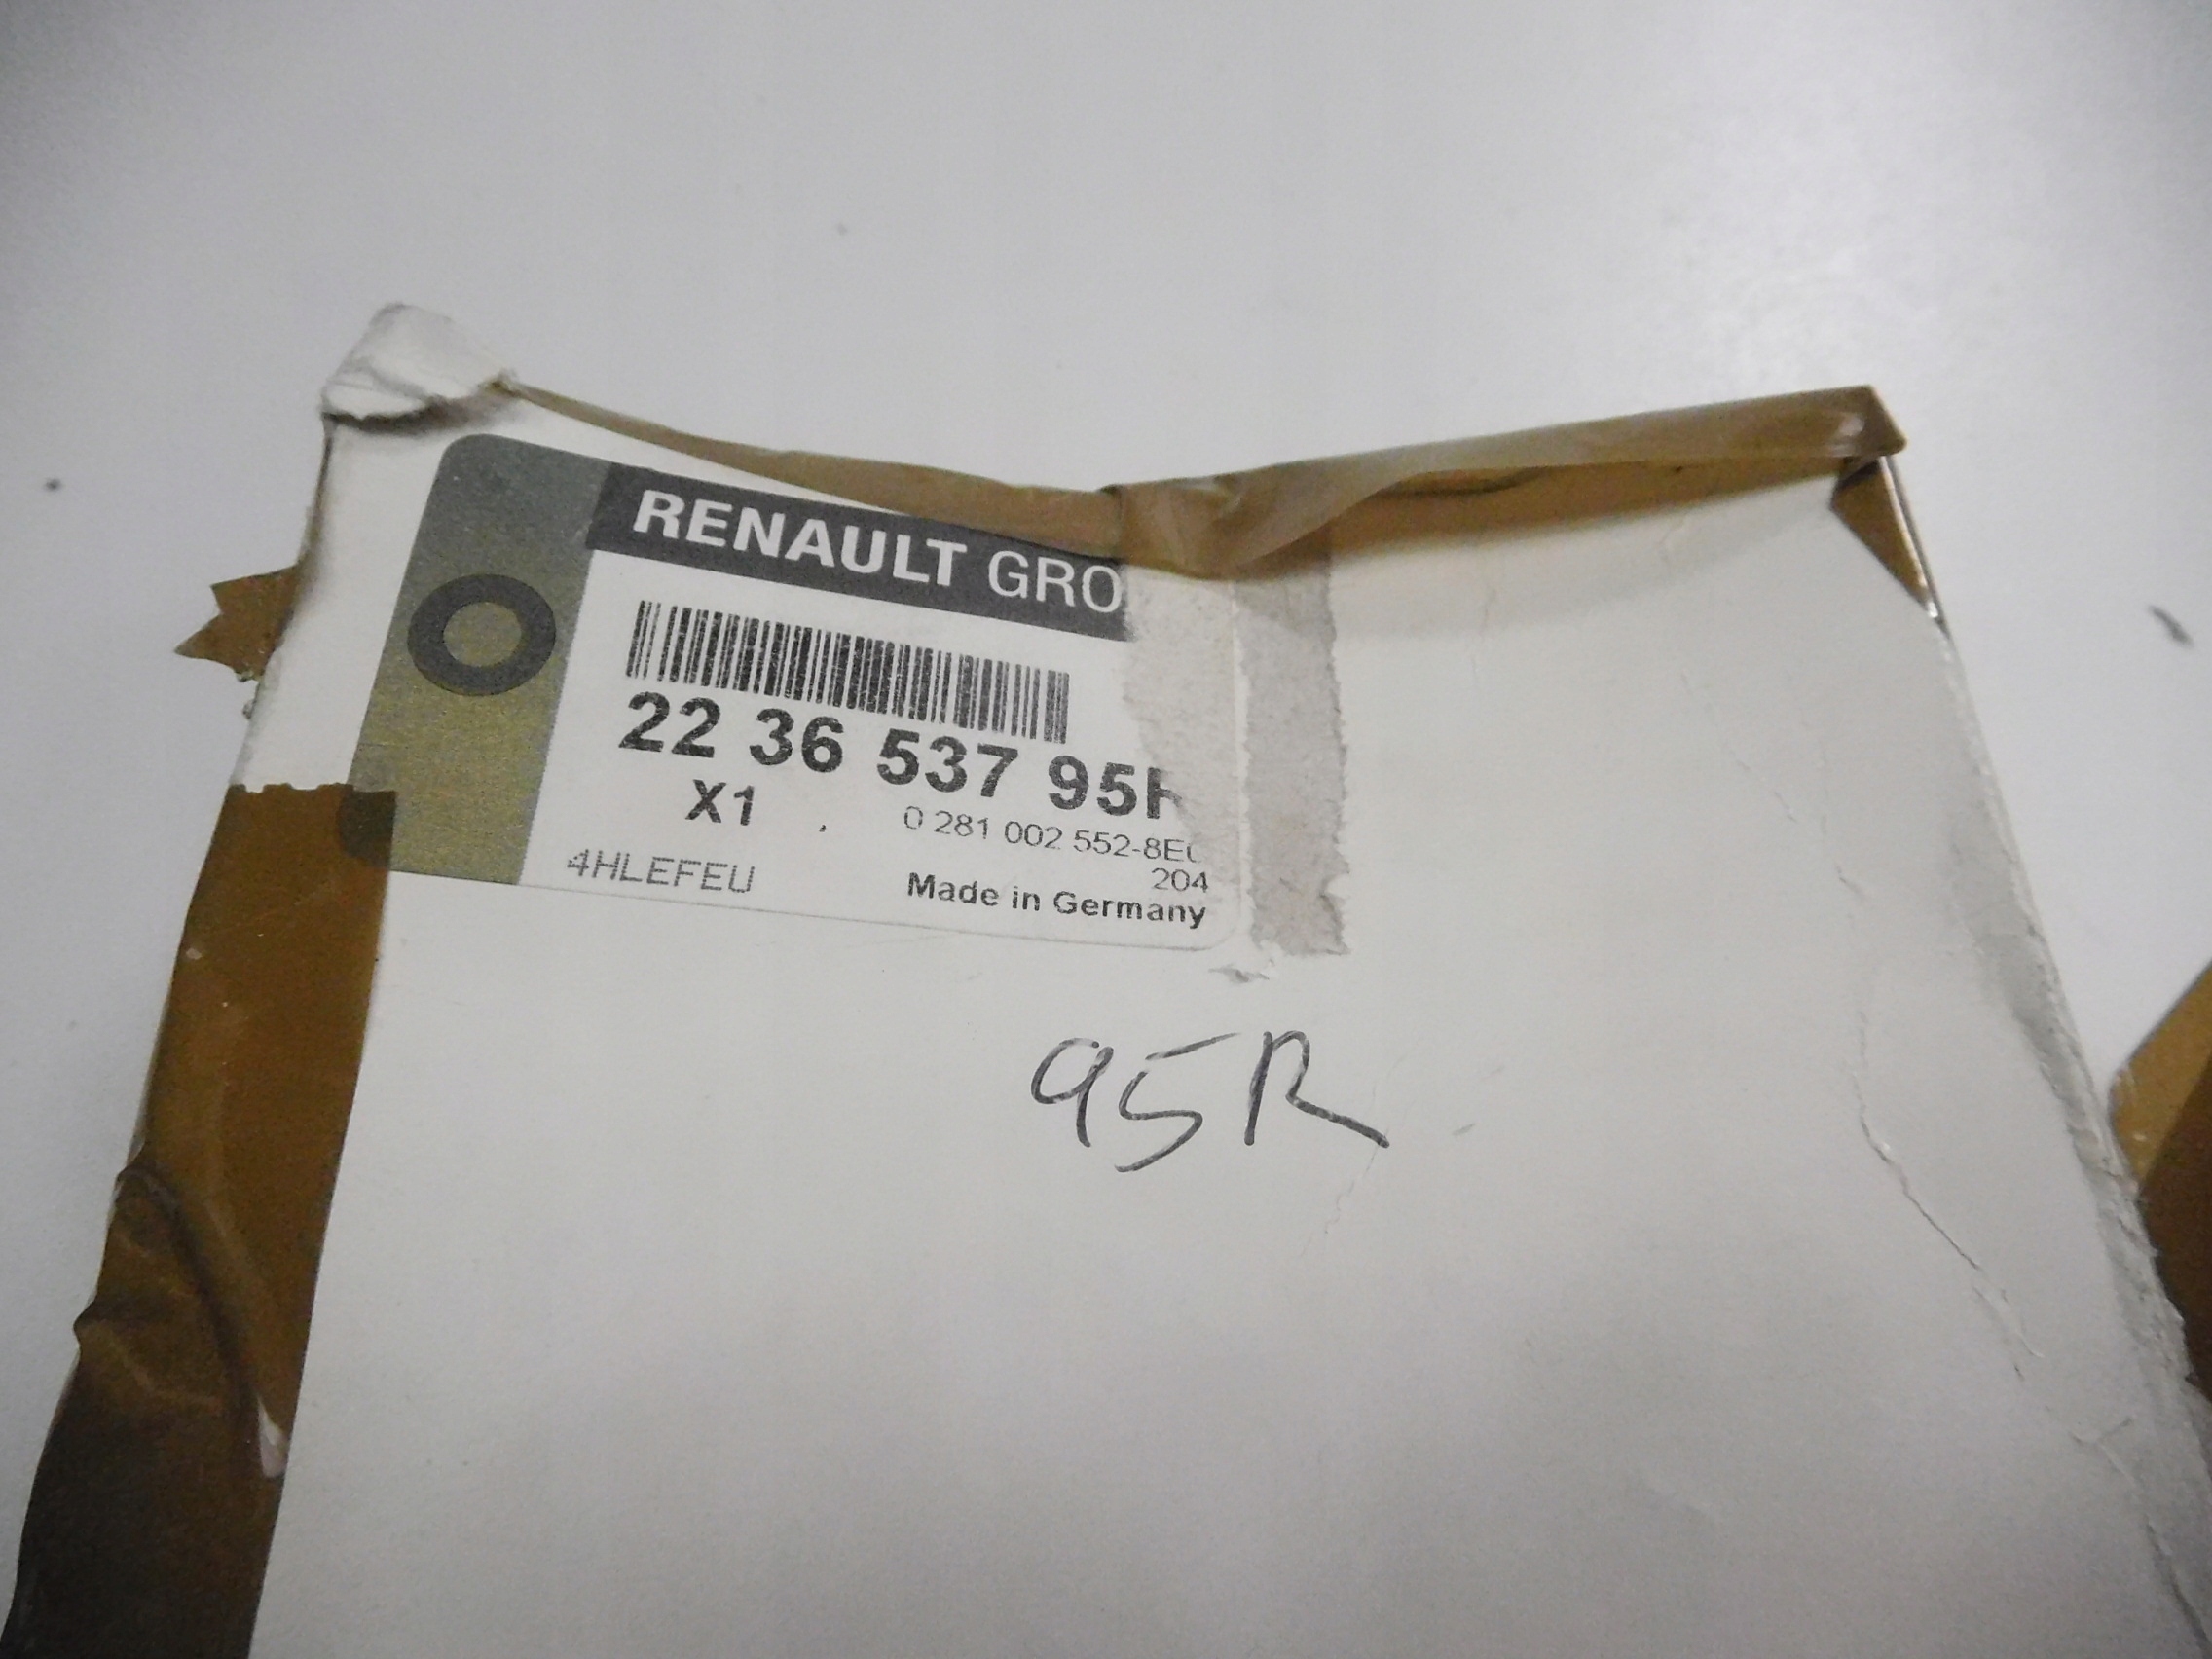 RENAULT GRO
22 36 537 95R
X1
0 281 002 552-8E
204
4HLEFEU
Made in Germany
95R